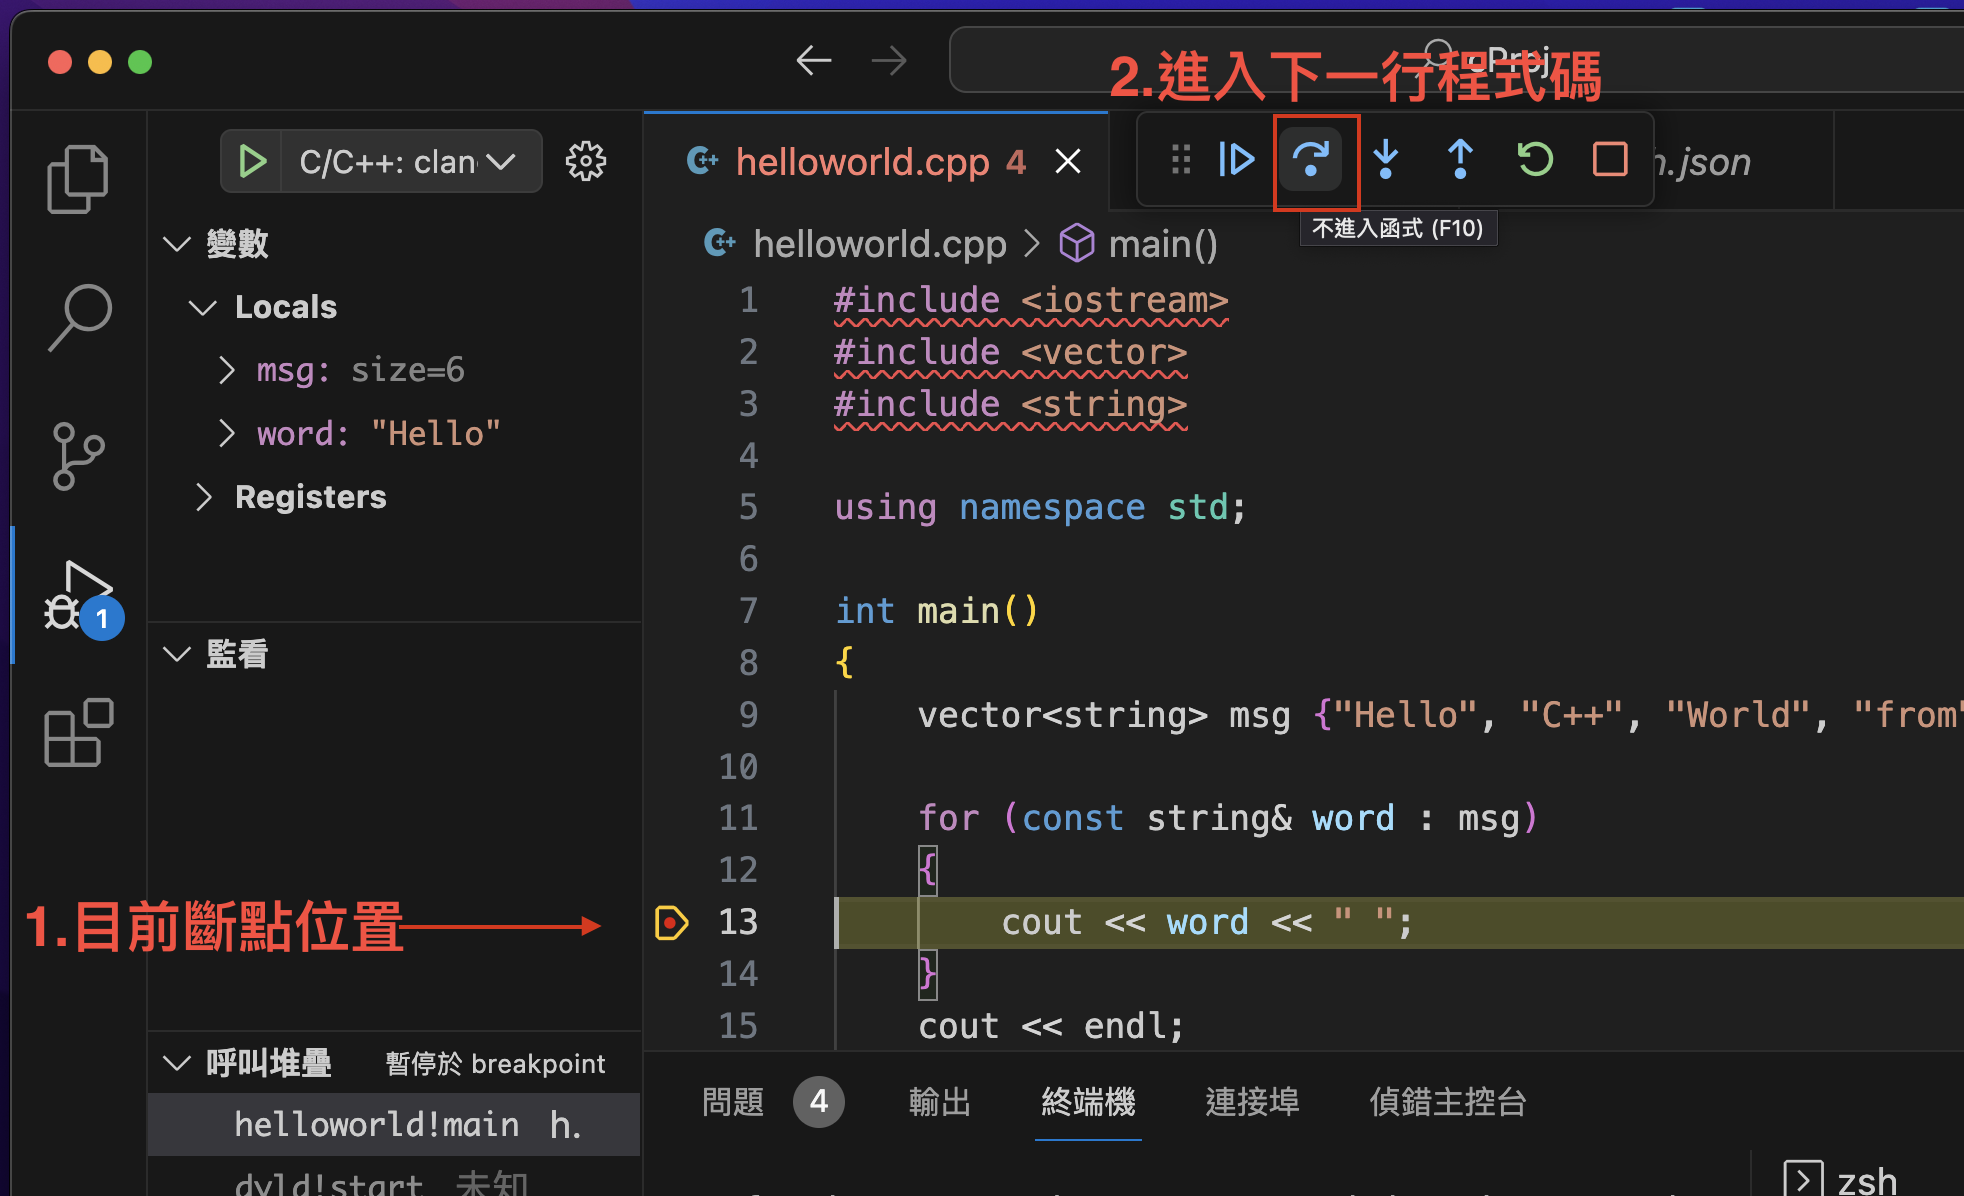 cProj
2.進入下一行程式碼
C/C++: clan
helloworld.cpp 4
n.json
不進入函式 (F10)
變數
Locals
msg: size=6
word: "Hello"
Registers
監看
1
1.目前斷點位置
呼叫堆疊 暫停於 breakpoint
helloworld!main h.
dyld!start 未知
helloworld.cpp > main()
1 #include <iostream>
2 #include <vector>
3 #include <string>
4
5 using namespace std;
6
7 int main()
8 {
9 vector<string> msg {"Hello", "C++", "World", "from"
10
11 for (const string& word : msg)
12 {
13 cout << word << " ";
14 }
15 cout << endl;
問題 4 輸出 終端機 連接埠 偵錯主控台
zsh